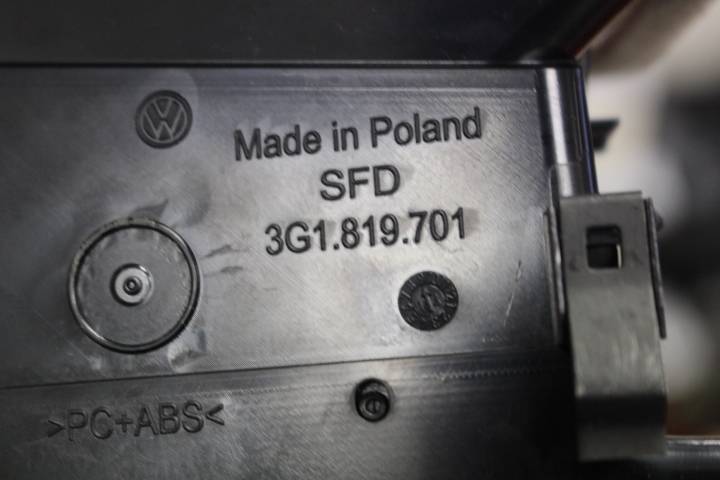 Made in Poland
SFD
3G1.819.701
>PC+ABS<